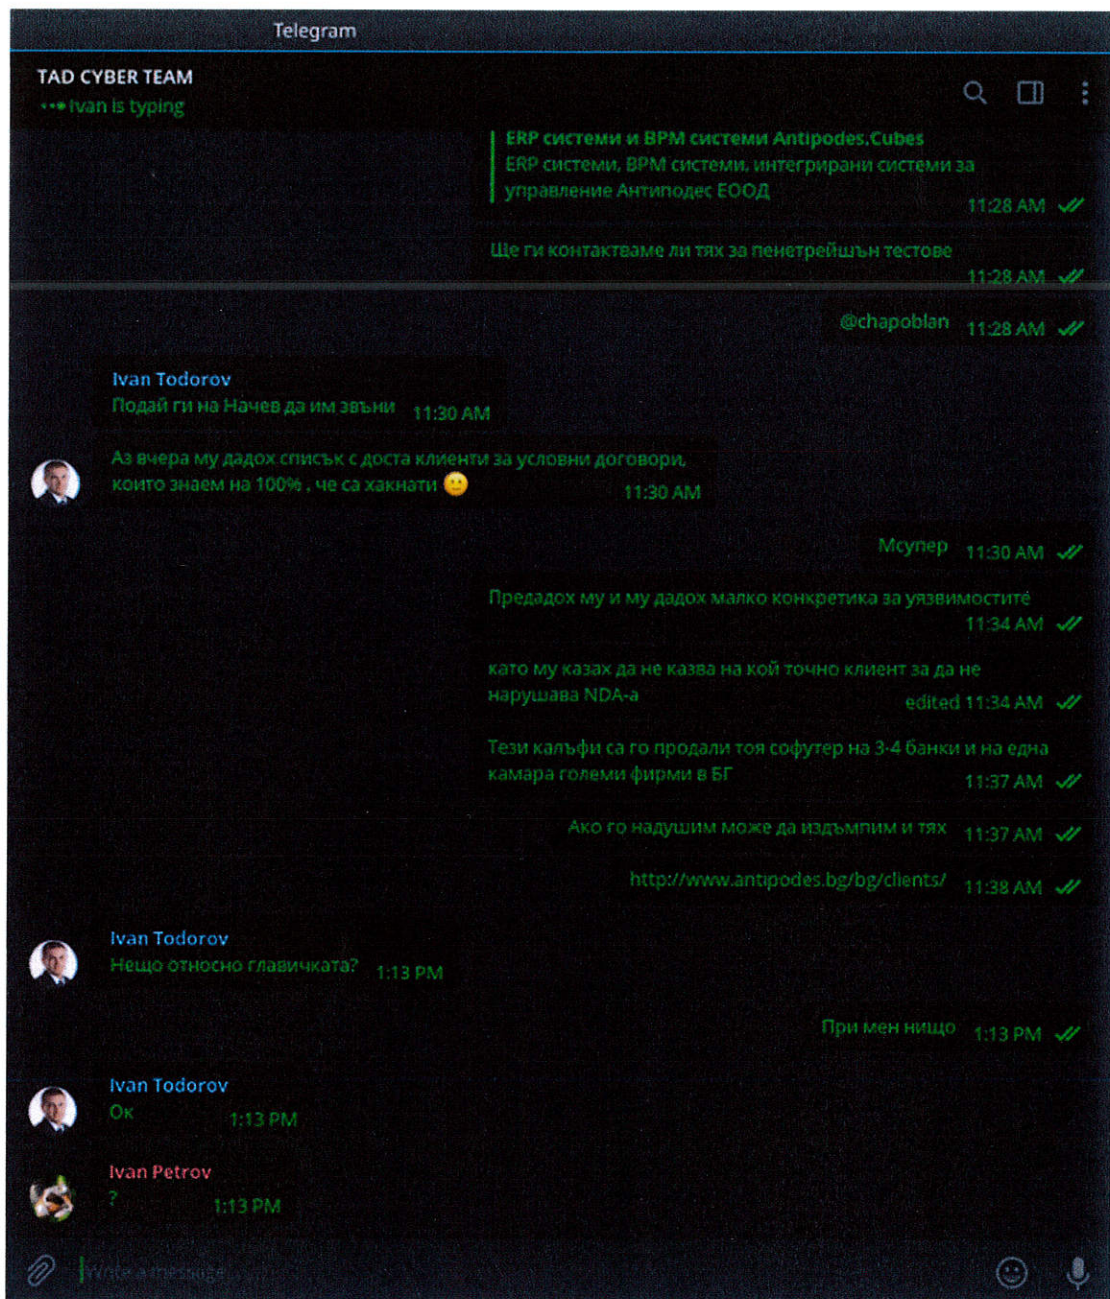 Telegram
TAD CYBER TEAM
Ivan is typing
ERP системи и BPM системи Antipodes.Cubes
ERP системи, BPM системи, интегрирани системи за
управление Антиподес ЕООД
11:28 AM
Ще ги контактваме ли тях за пенетрейшън тестове
11:28 AM
@chapoblan 11:28 AM
Ivan Todorov
Подай ги на Начев да им звъни 11:30 AM
Аз вчера му дадох списък с доста клиенти за условни договори,
които знаем на 100% , че са хакнати 🙂 11:30 AM
Мсупер 11:30 AM
Предадох му и му дадох малко конкретика за уязвимостите
11:34 AM
като му казах да не казва на кой точно клиент за да не
нарушава NDA-а edited 11:34 AM
Тези калъфи са го продали тоя софутер на 3-4 банки и на една
камара големи фирми в БГ 11:37 AM
Ако го надушим може да издъмпим и тях 11:37 AM
http://www.antipodes.bg/bg/clients/ 11:38 AM
Ivan Todorov
Нещо относно главичката? 1:13 PM
При мен нищо 1:13 PM
Ivan Todorov
Ок 1:13 PM
Ivan Petrov
? 1:13 PM
Write a message...